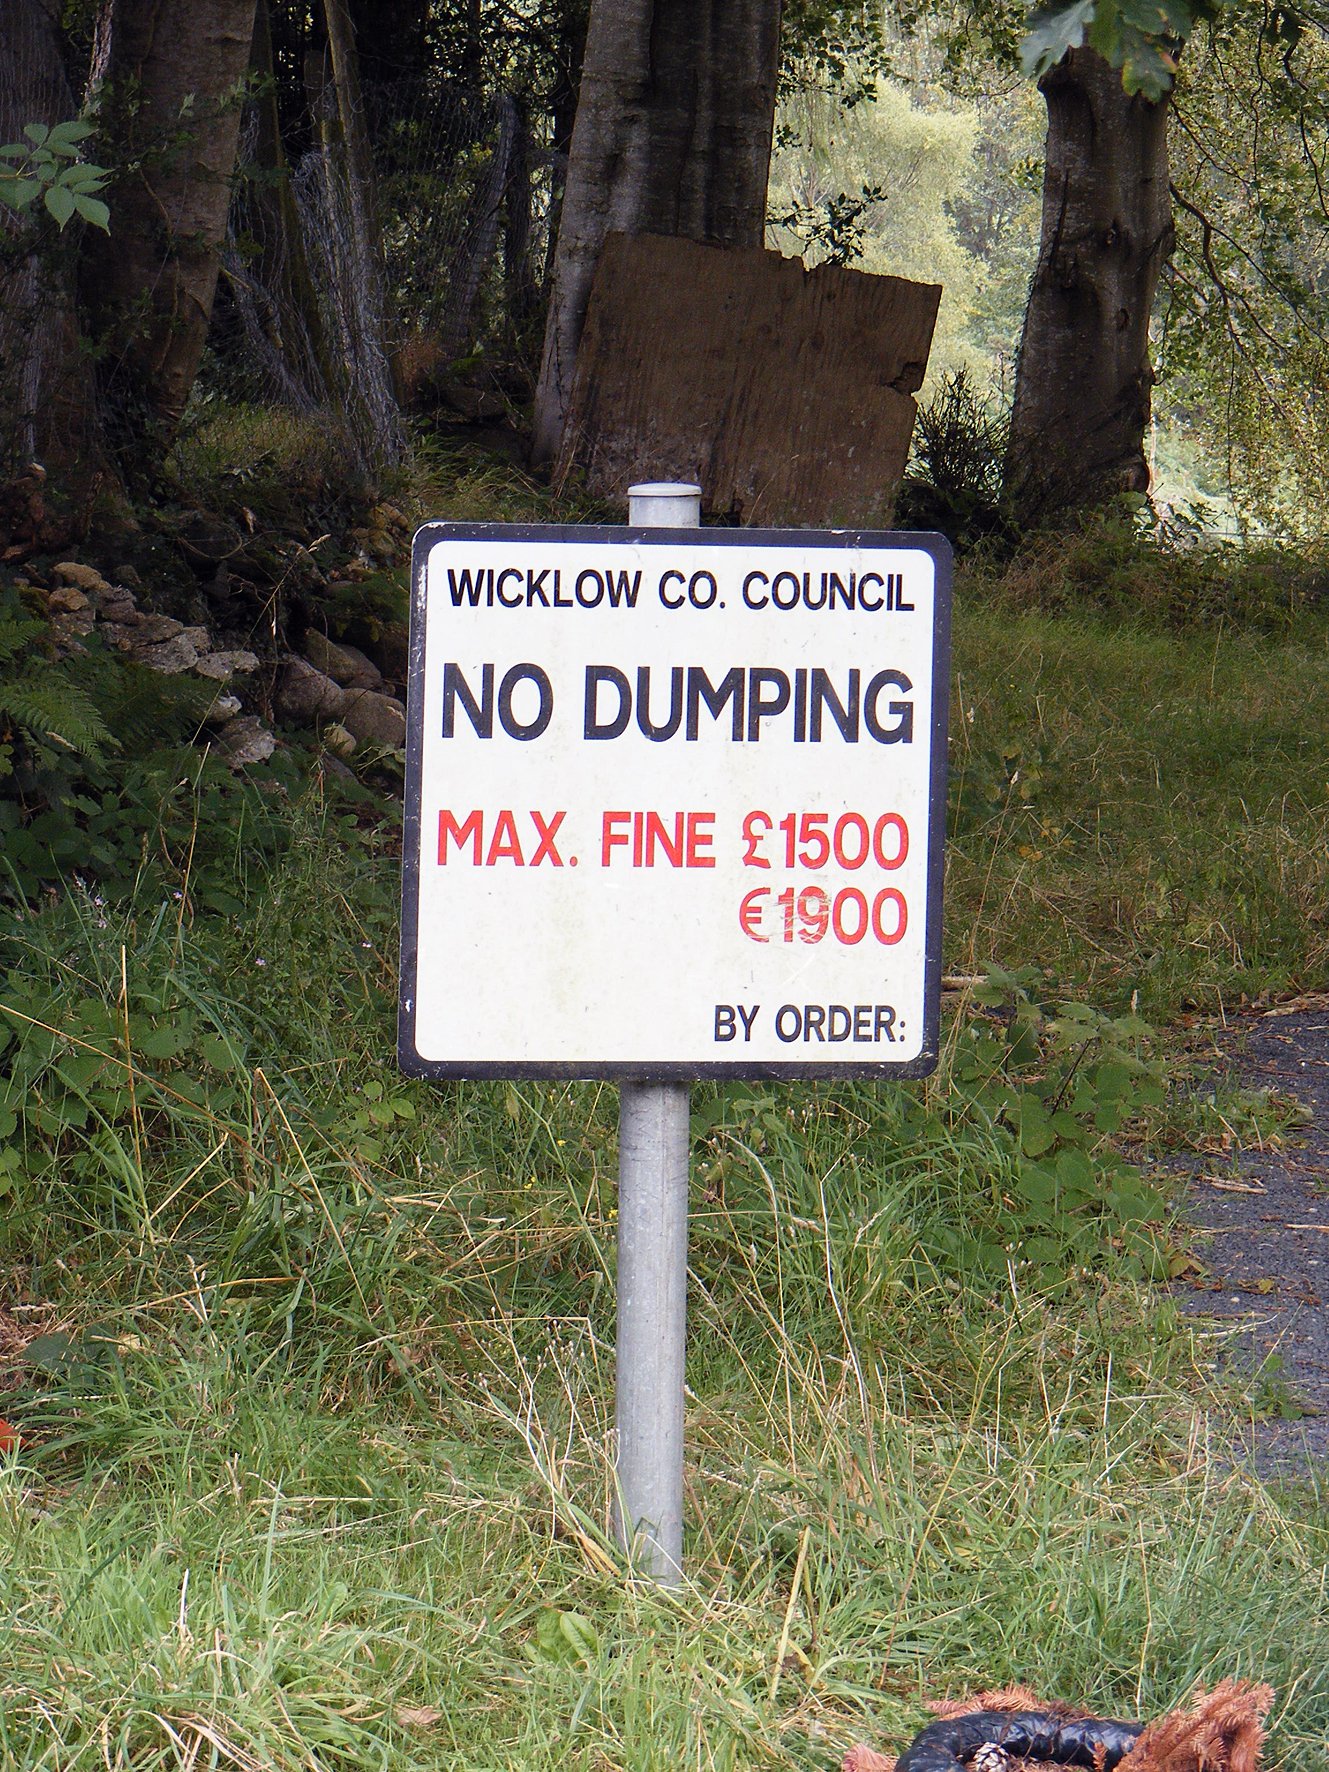 WICKLOW CO. COUNCIL
NO DUMPING
MAX. FINE £1500
€1900
BY ORDER: